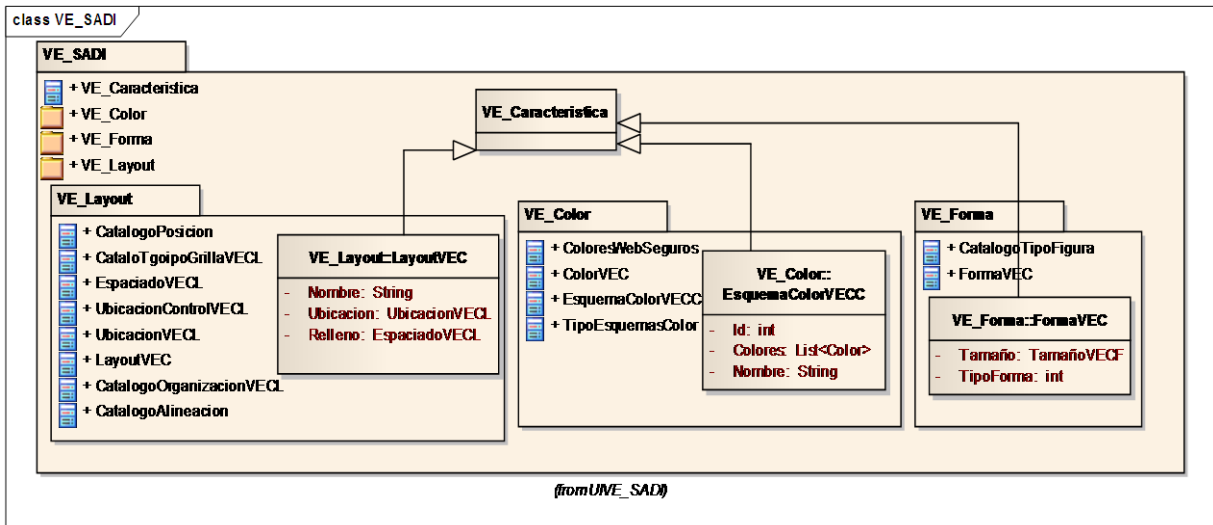 class VE_SADI
VE_SADI
+ VE_Caracteristica
+ VE_Color
+ VE_Forma
+ VE_Layout
VE_Caracteristica
VE_Layout
+ CatalogoPosicion
+ CataloTgoipoGrillaVECL
+ EspaciadoVECL
+ UbicacionControlVECL
+ UbicacionVECL
+ LayoutVEC
+ CatalogoOrganizacionVECL
+ CatalogoAlineacion
VE_Layout::LayoutVEC
- Nombre: String
- Ubicacion: UbicacionVECL
- Relleno: EspaciadoVECL
VE_Color
+ ColoresWebSeguros
+ ColorVEC
+ EsquemaColorVECC
+ TipoEsquemasColor
VE_Color::
EsquemaColorVECC
- Id: int
- Colores: List<Color>
- Nombre: String
VE_Forma
+ CatalogoTipoFigura
+ FormaVEC
VE_Forma::FormaVEC
- Tamaño: TamañoVECF
- TipoForma: int
(from UIVE_SADI)